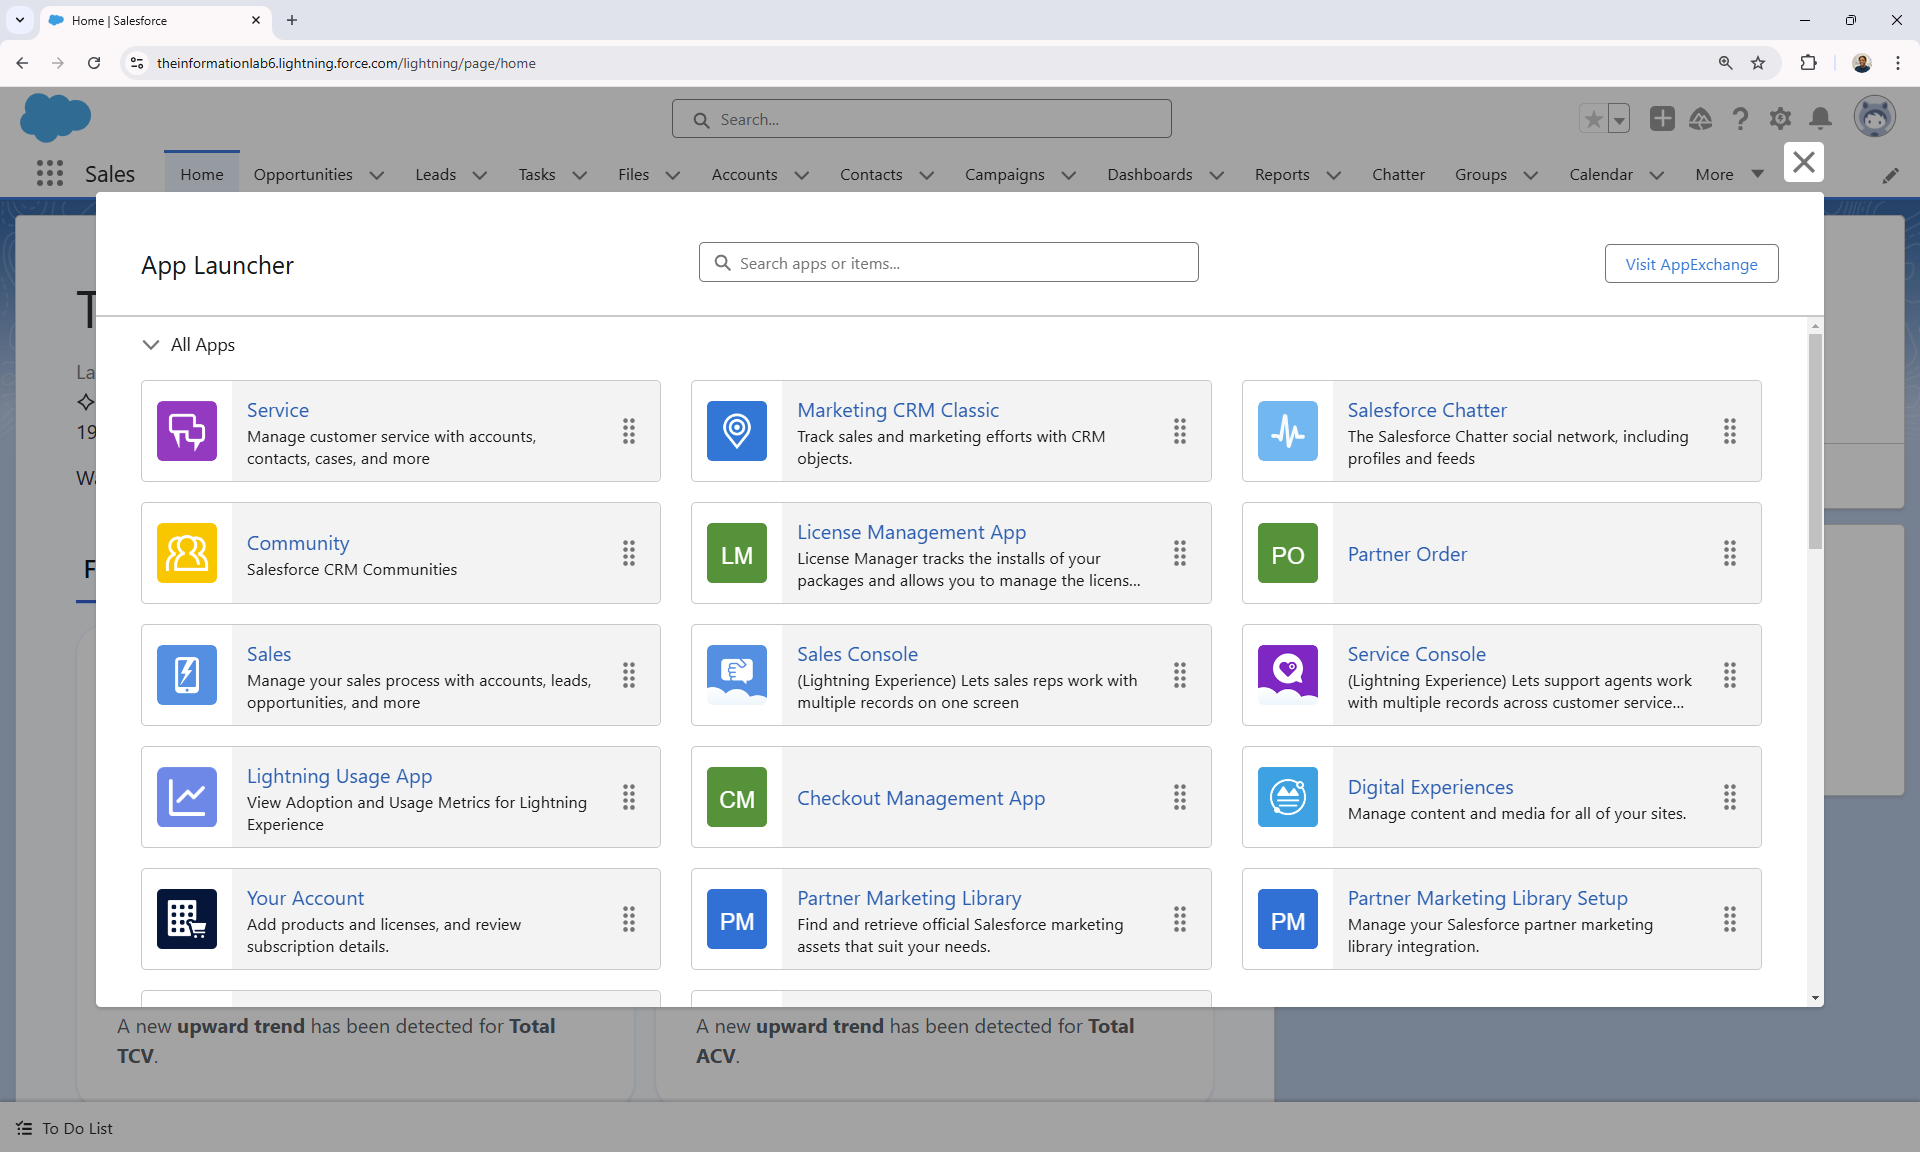 Home | Salesforce
theinformationlab6.lightning.force.com/lightning/page/home
Search...
Sales
Home
Opportunities
Leads
Tasks
Files
Accounts
Contacts
Campaigns
Dashboards
Reports
Chatter
Groups
Calendar
More
App Launcher
Search apps or items...
Visit AppExchange
All Apps
Service
Manage customer service with accounts,
contacts, cases, and more
Marketing CRM Classic
Track sales and marketing efforts with CRM
objects.
Salesforce Chatter
The Salesforce Chatter social network, including
profiles and feeds
Community
Salesforce CRM Communities
LM
License Management App
License Manager tracks the installs of your
packages and allows you to manage the licens...
PO
Partner Order
Sales
Manage your sales process with accounts, leads,
opportunities, and more
Sales Console
(Lightning Experience) Lets sales reps work with
multiple records on one screen
Service Console
(Lightning Experience) Lets support agents work
with multiple records across customer service...
Lightning Usage App
View Adoption and Usage Metrics for Lightning
Experience
CM
Checkout Management App
Digital Experiences
Manage content and media for all of your sites.
Your Account
Add products and licenses, and review
subscription details.
PM
Partner Marketing Library
Find and retrieve official Salesforce marketing
assets that suit your needs.
PM
Partner Marketing Library Setup
Manage your Salesforce partner marketing
library integration.
A new upward trend has been detected for Total
TCV.
A new upward trend has been detected for Total
ACV.
To Do List